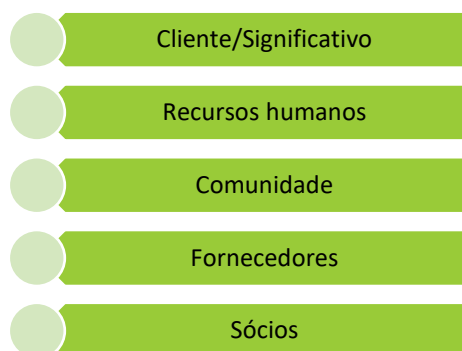 Cliente/Significativo
Recursos humanos
Comunidade
Fornecedores
Sócios